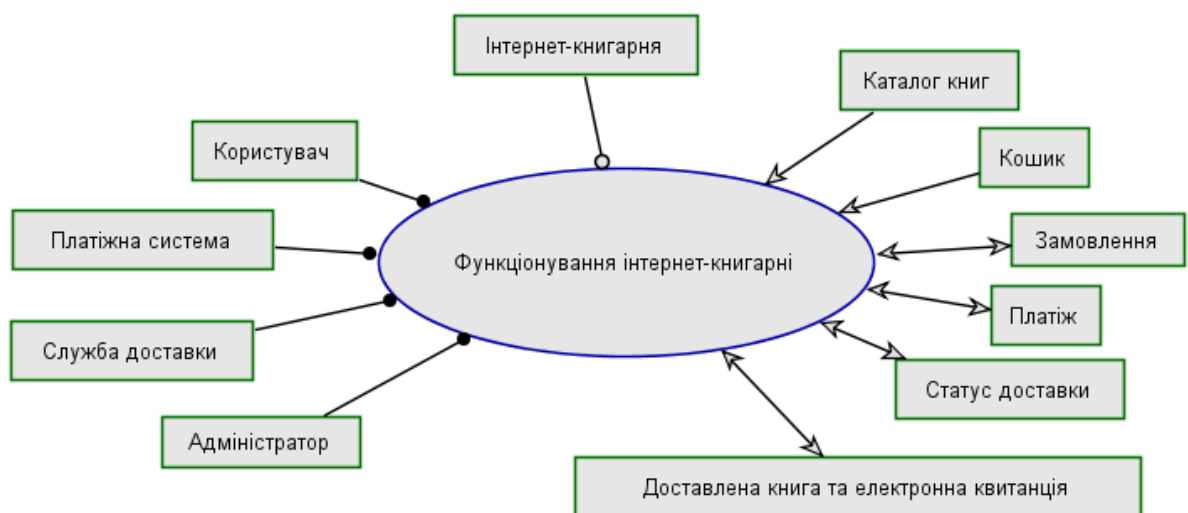 Інтернет-книгарня
Каталог книг
Користувач
Кошик
Платіжна система
Замовлення
Функціонування інтернет-книгарні
Платіж
Служба доставки
Статус доставки
Адміністратор
Доставлена книга та електронна квитанція